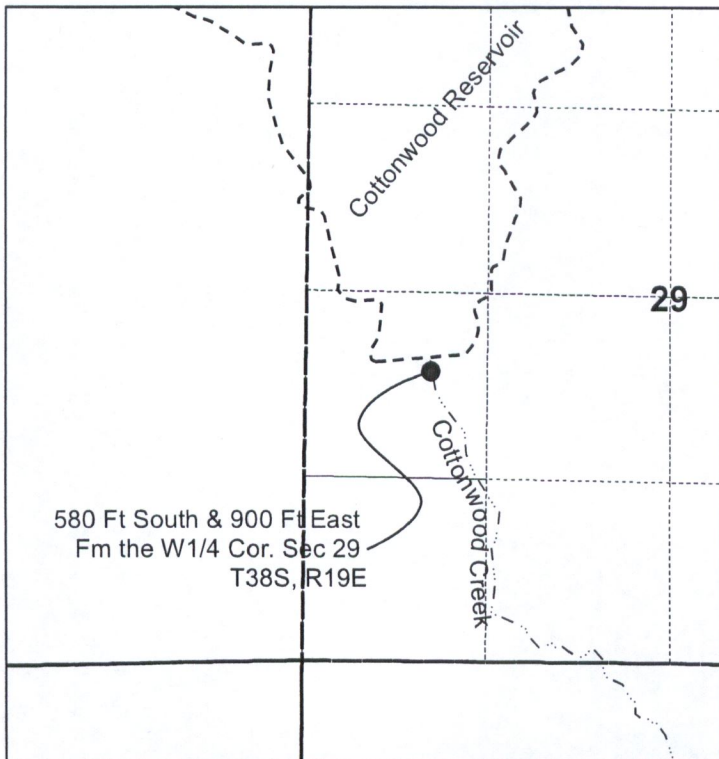 Cottonwood Reservoir
29
Cottonwood Creek
580 Ft South & 900 Ft East
Fm the W1/4 Cor. Sec 29
T38S, R19E